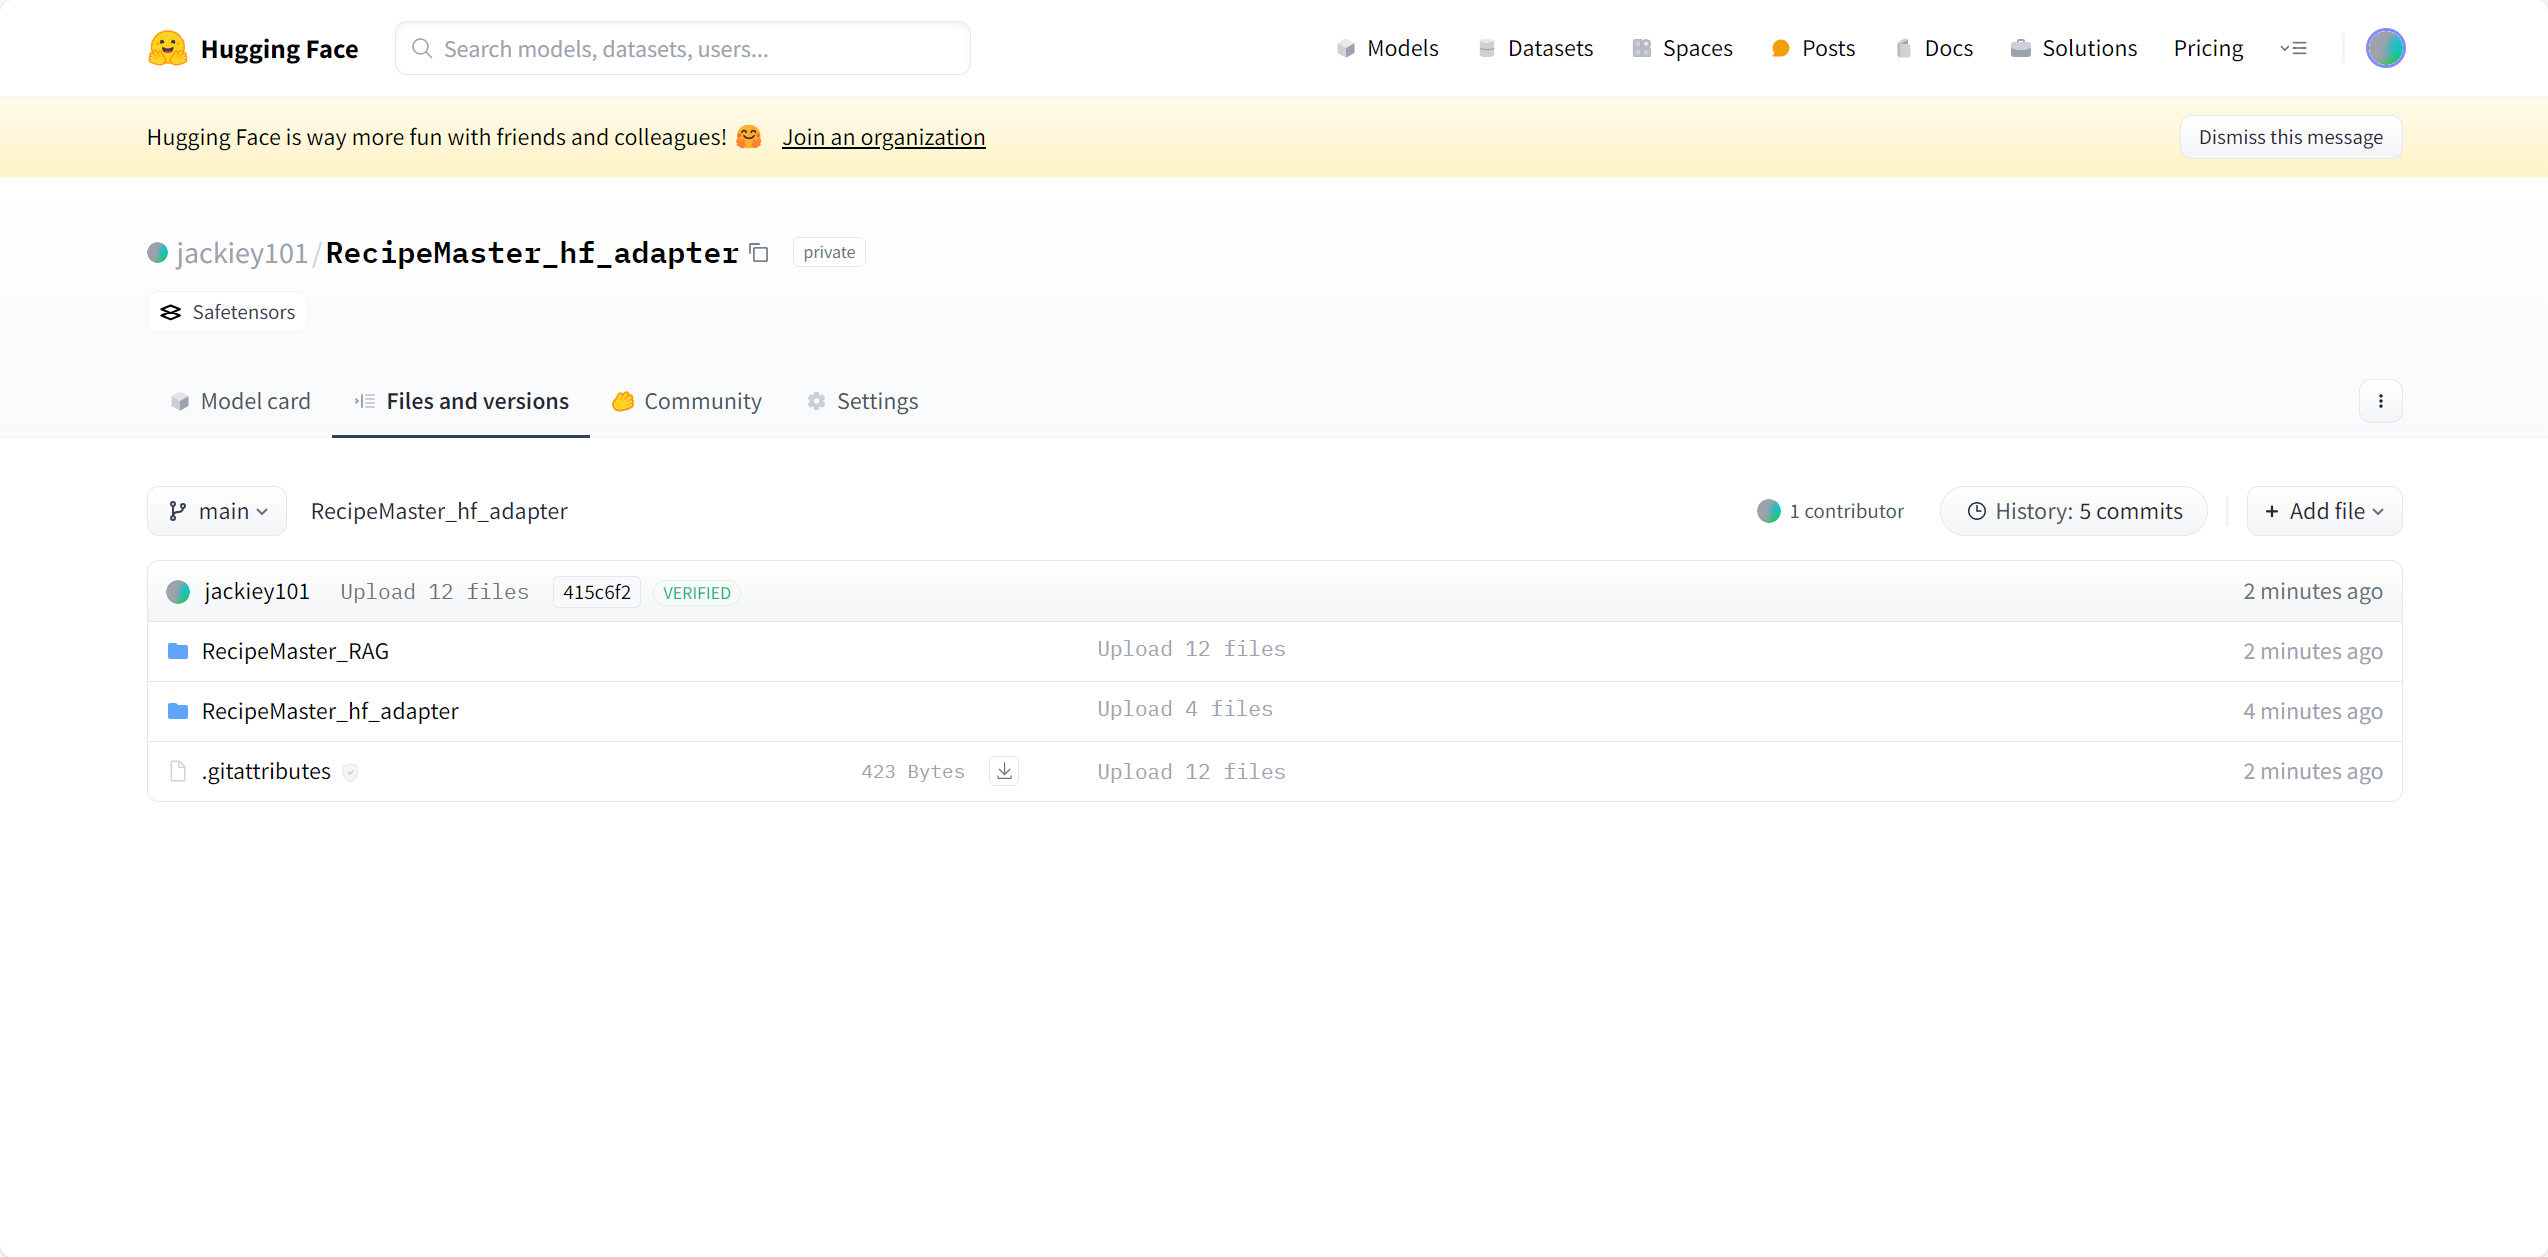 Hugging Face
Search models, datasets, users...
Models
Datasets
Spaces
Posts
Docs
Solutions
Pricing
Hugging Face is way more fun with friends and colleagues! 🤗 Join an organization
Dismiss this message
jackiey101/RecipeMaster_hf_adapter
private
Safetensors
Model card
Files and versions
Community
Settings
main
RecipeMaster_hf_adapter
1 contributor
History: 5 commits
+ Add file
jackiey101 Upload 12 files 415c6f2 VERIFIED 2 minutes ago
RecipeMaster_RAG Upload 12 files 2 minutes ago
RecipeMaster_hf_adapter Upload 4 files 4 minutes ago
.gitattributes 423 Bytes Upload 12 files 2 minutes ago